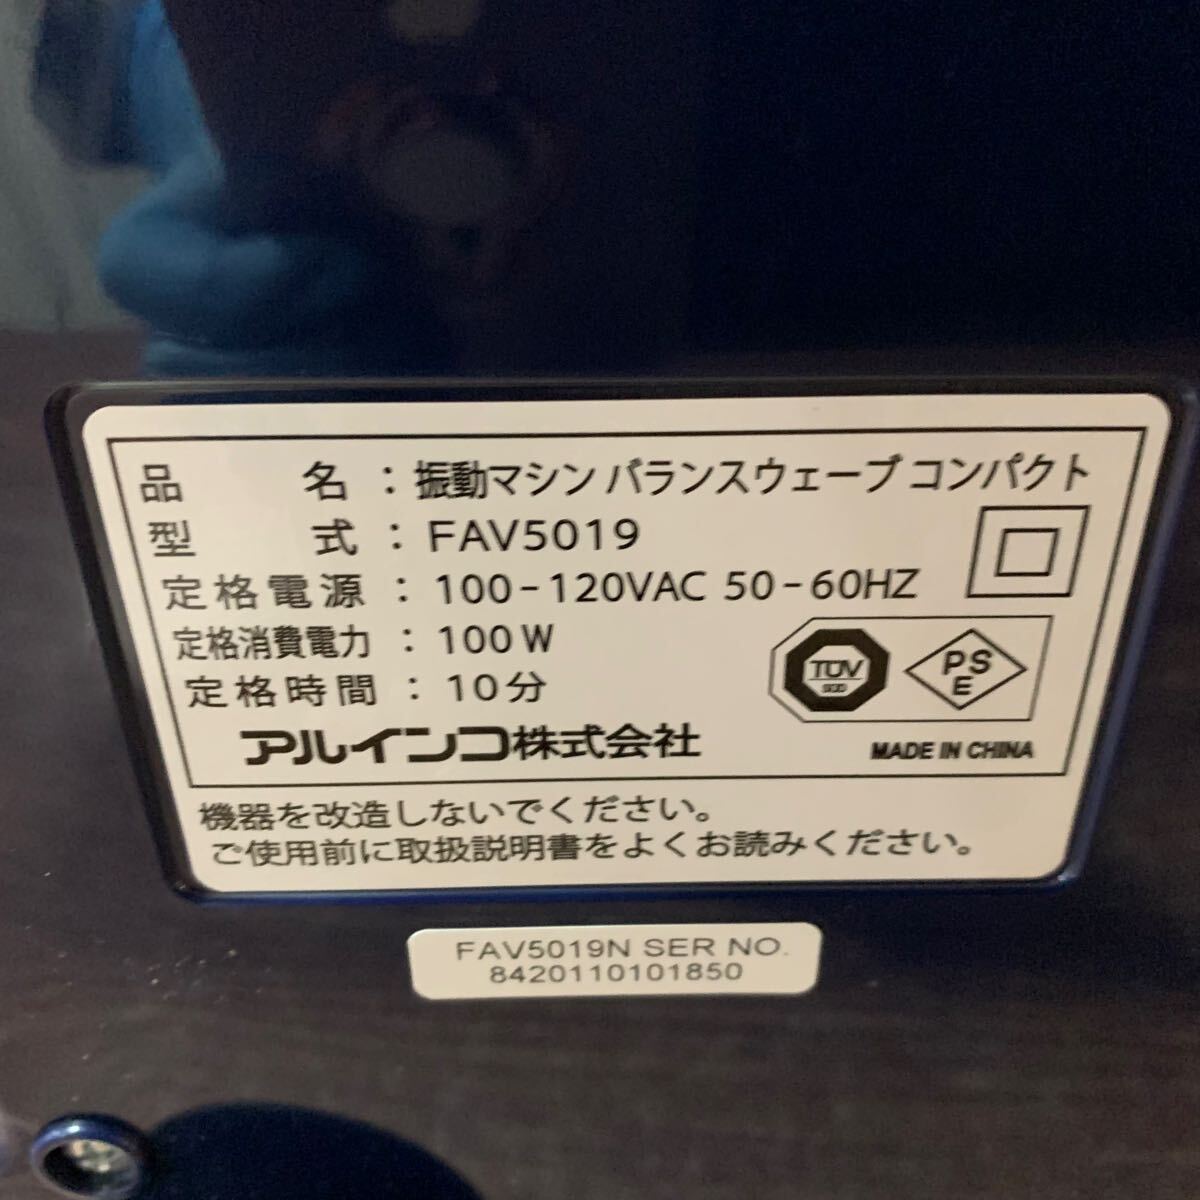 品名：振動マシン バランスウェーブ コンパクト
型式：FAV5019
定格電源：100-120VAC 50-60HZ
定格消費電力：100W
定格時間：10分
TÜV
PS
E
アルインコ株式会社
MADE IN CHINA
機器を改造しないでください。
ご使用前に取扱説明書をよくお読みください。
FAV5019N SER NO.
8420110101850